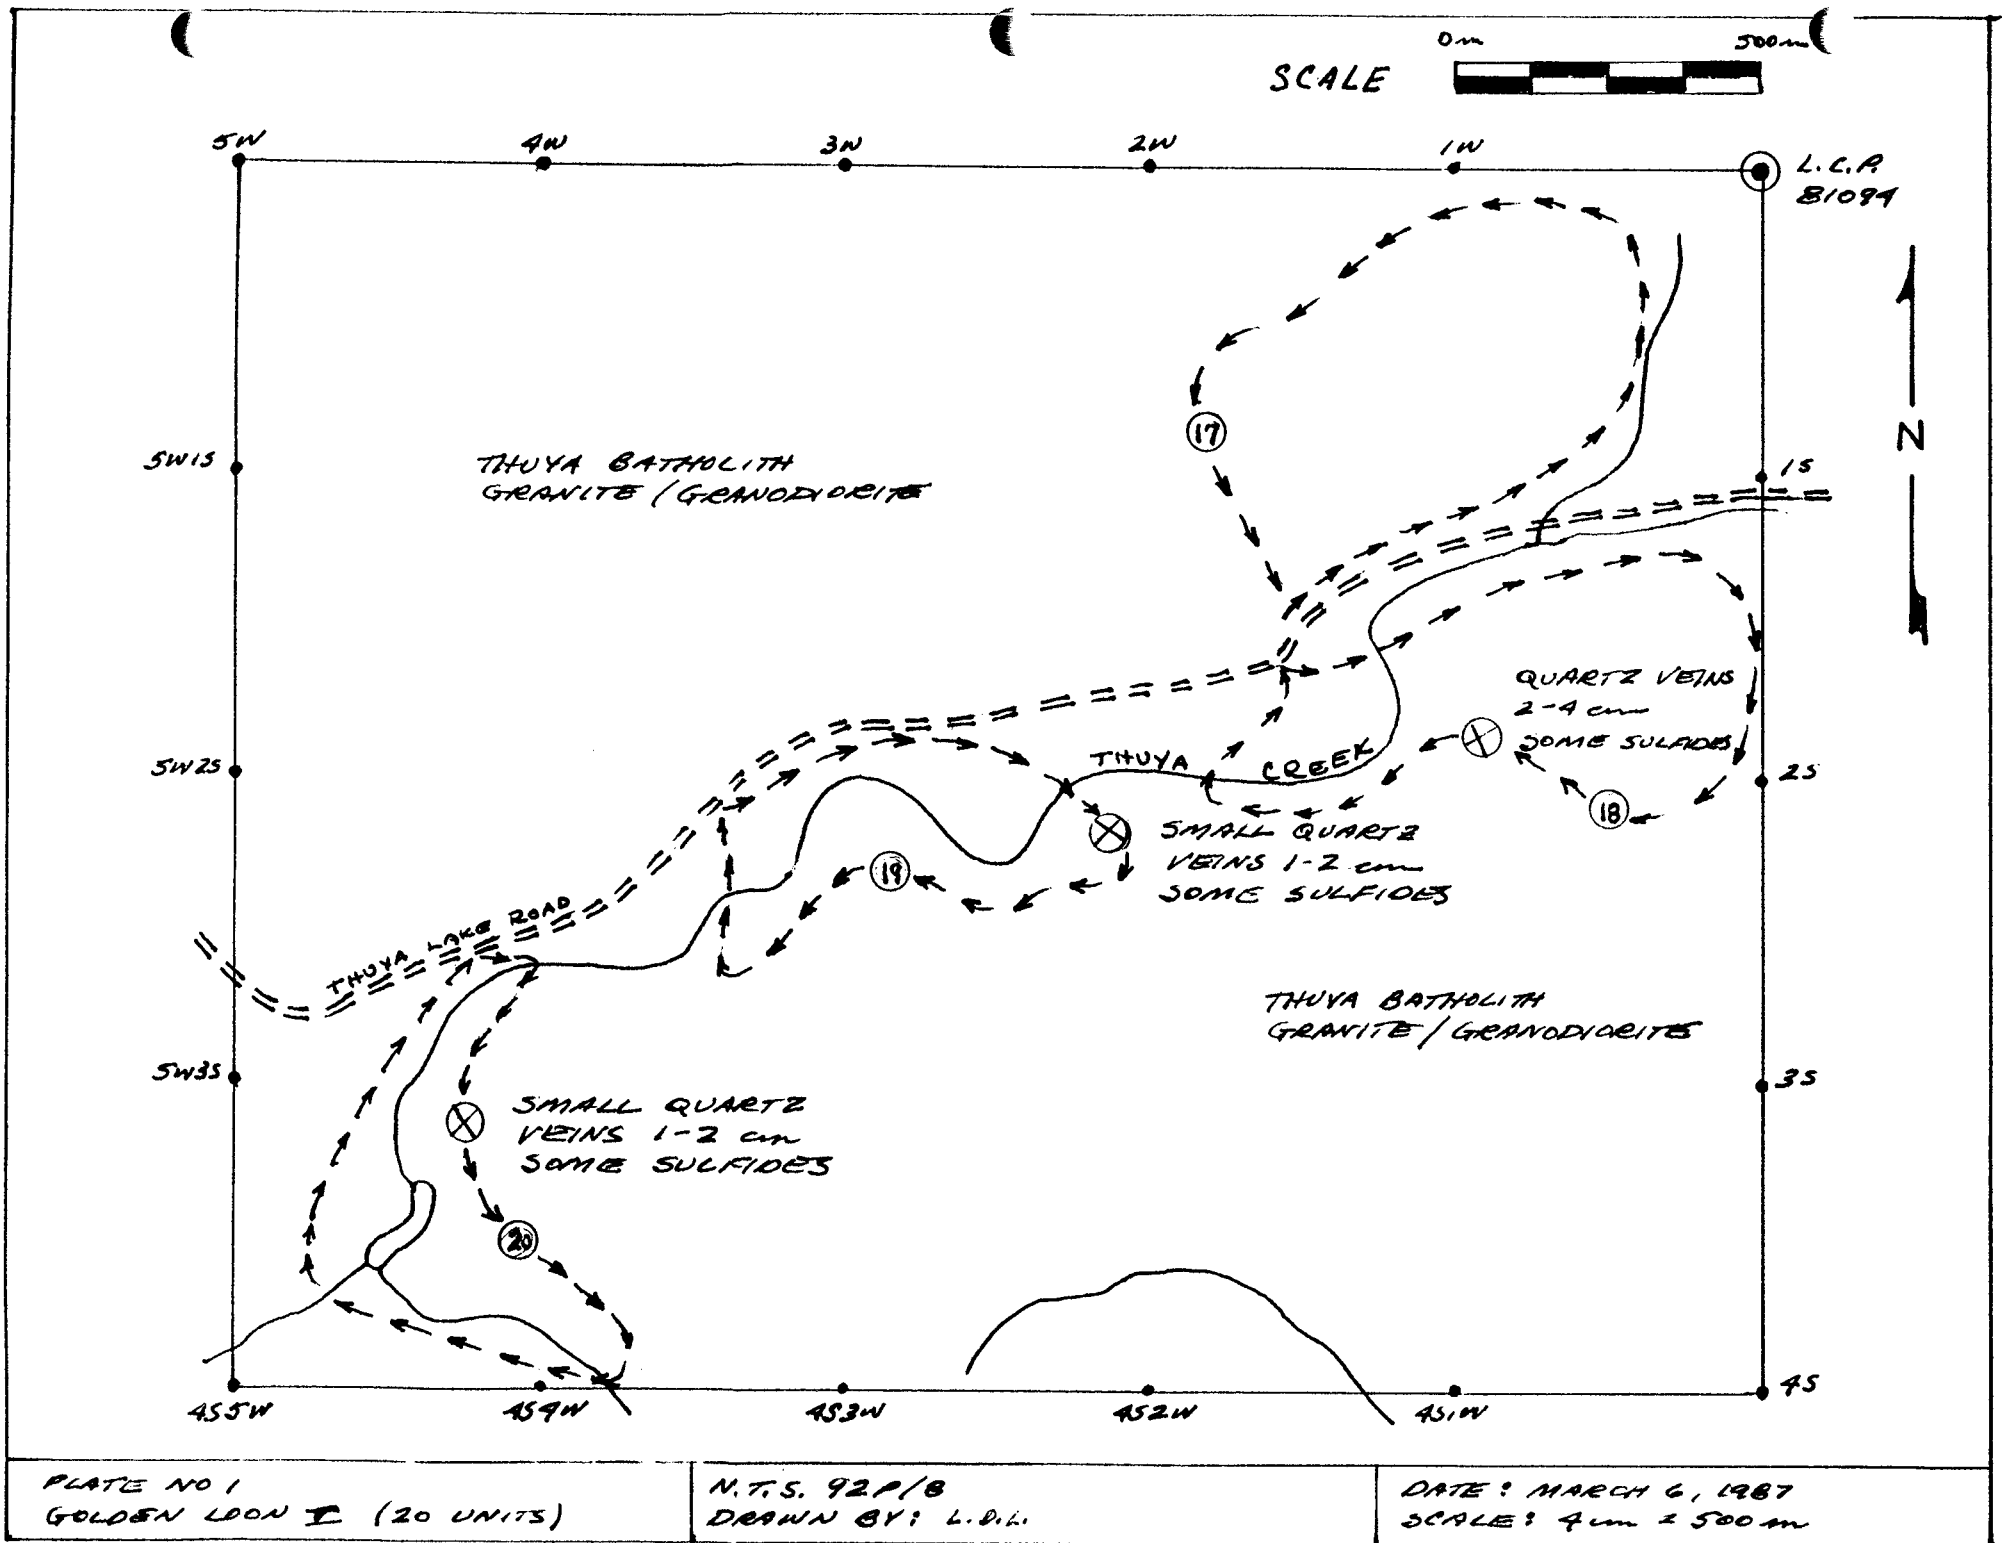 0m 500m
SCALE
5W 4W 3W 2W 1W
L.C.P.
81094
17
5W1S
THUYA BATHOLITH
GRANITE / GRANODIORITE
1S
N
QUARTZ VEINS
2-4 cm
SOME SULFIDES
5W2S
THUYA CREEK
2S
18
SMALL QUARTZ
VEINS 1-2 cm
SOME SULFIDES
19
THUYA LAKE ROAD
THUYA BATHOLITH
GRANITE / GRANODIORITE
5W3S
3S
SMALL QUARTZ
VEINS 1-2 cm
SOME SULFIDES
20
4S
4S5W 4S4W 4S3W 4S2W 4S1W
PLATE NO 1
GOLDEN LOON I (20 UNITS)
N.T.S. 92P/8
DRAWN BY: L.D.L.
DATE: MARCH 6, 1987
SCALE: 4cm = 500m